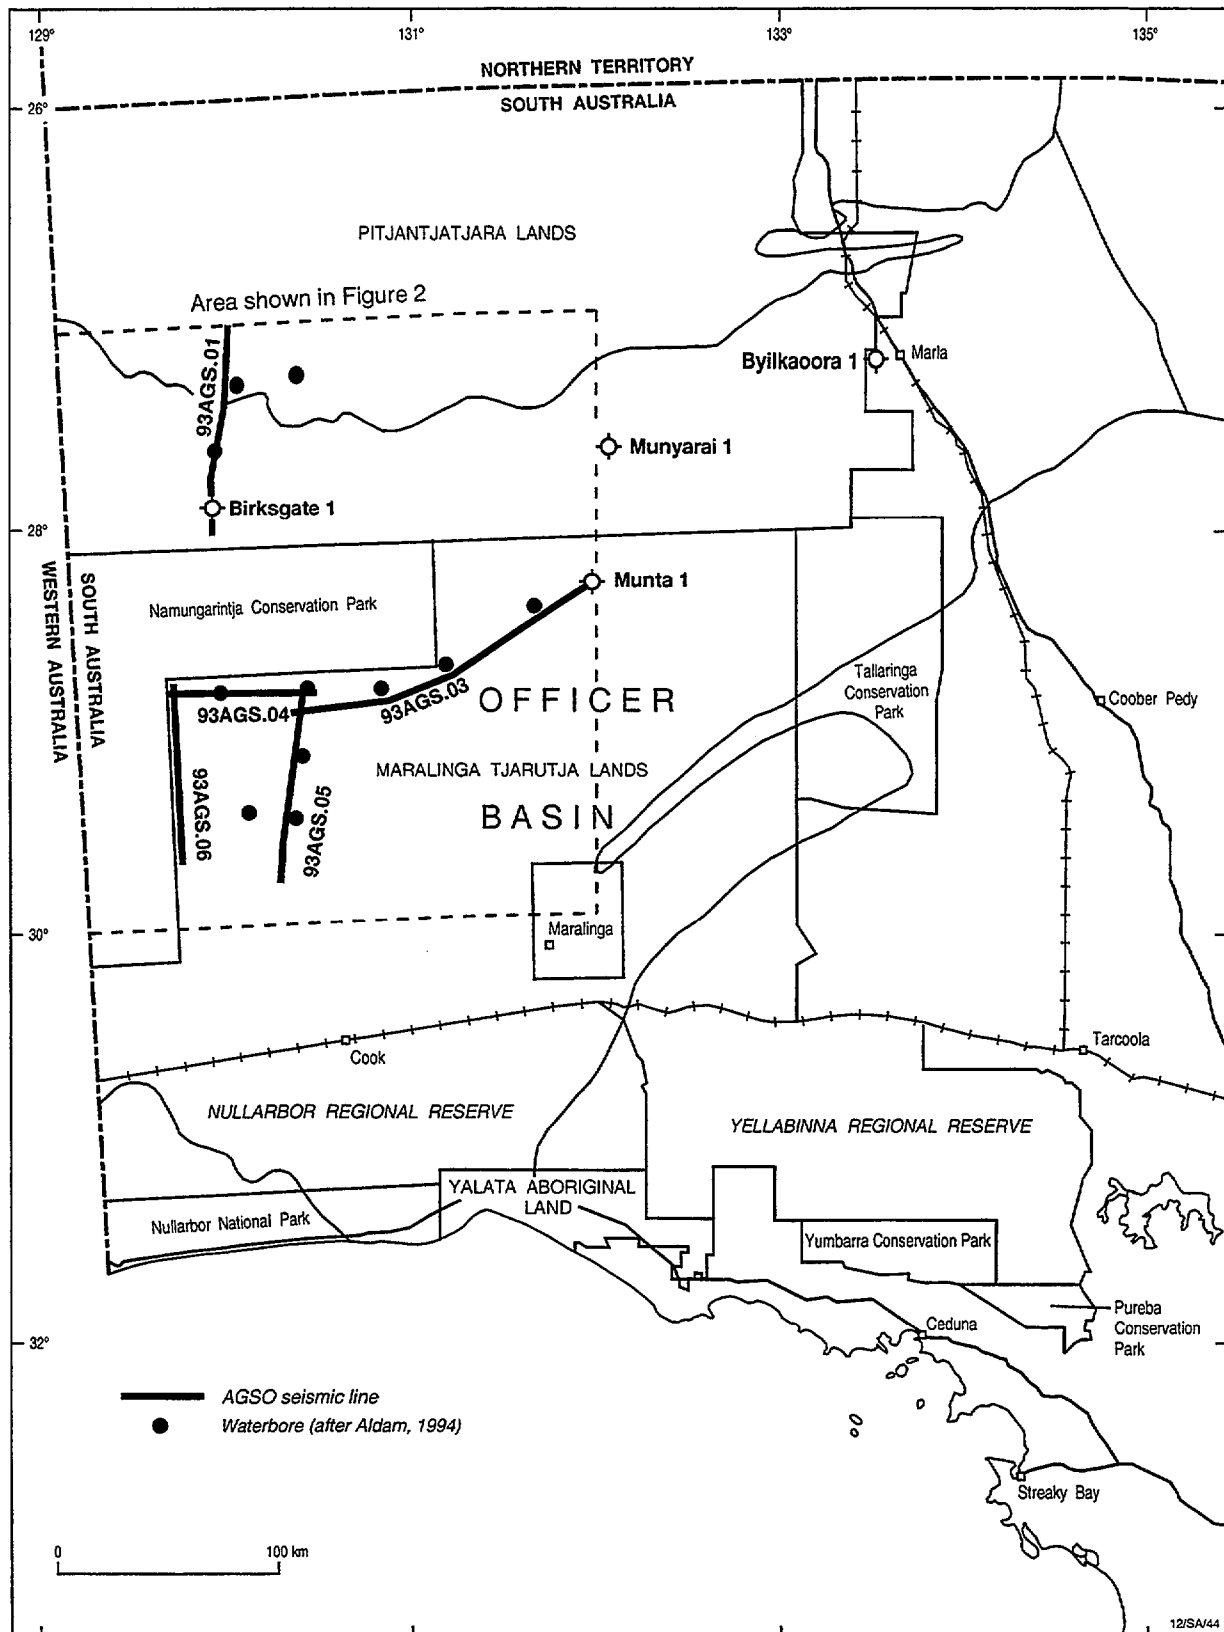 129°
131°
133°
135°
NORTHERN TERRITORY
SOUTH AUSTRALIA
26°
PITJANTJATJARA LANDS
Area shown in Figure 2
93AGS.01
Byilkaoora 1
Marla
Munyarai 1
Birksgate 1
28°
WESTERN AUSTRALIA
SOUTH AUSTRALIA
Munta 1
Namungarintja Conservation Park
Tallaringa
Conservation
Park
OFFICER
93AGS.03
93AGS.04
Coober Pedy
MARALINGA TJARUTJA LANDS
93AGS.06
93AGS.05
BASIN
30°
Maralinga
Cook
Tarcoola
NULLARBOR REGIONAL RESERVE
YELLABINNA REGIONAL RESERVE
YALATA ABORIGINAL
LAND
Nullarbor National Park
Yumbarra Conservation Park
Pureba
Conservation
Park
Ceduna
32°
AGSO seismic line
Waterbore (after Aldam, 1994)
Streaky Bay
0
100 km
12/SA/44